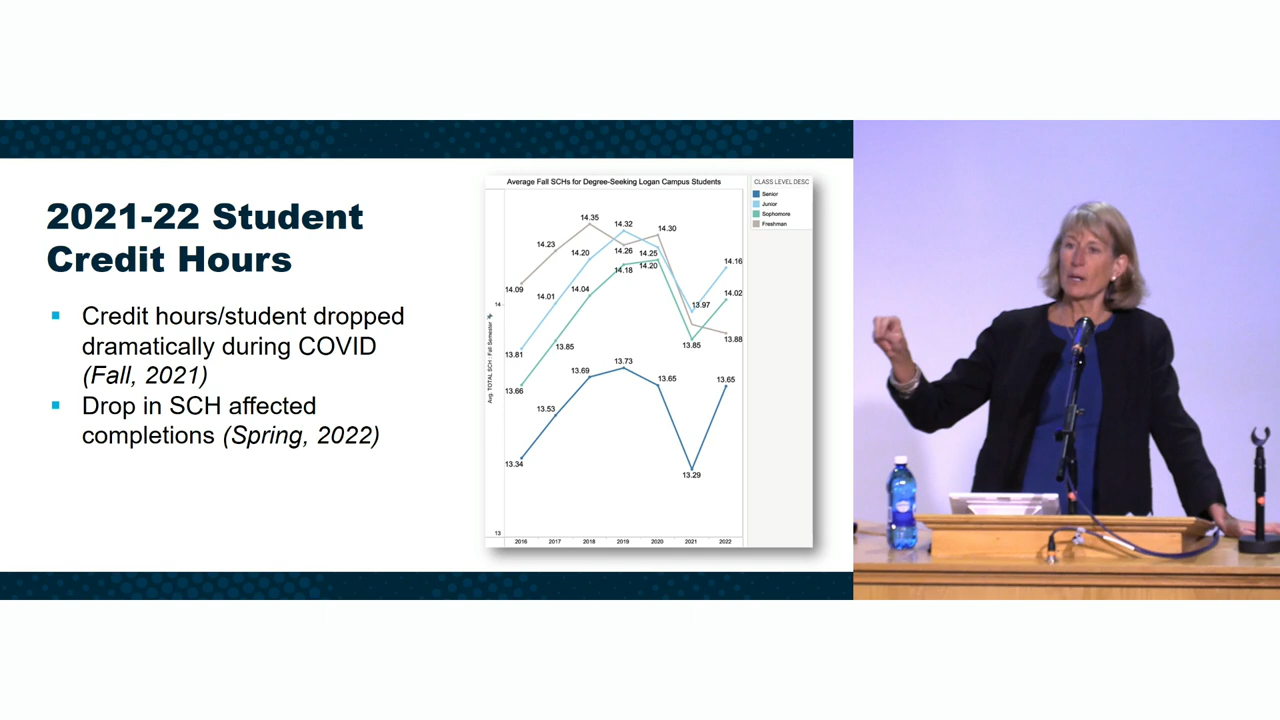 2021-22 Student
Credit Hours
Credit hours/student dropped
dramatically during COVID
(Fall, 2021)
Drop in SCH affected
completions (Spring, 2022)
Average Fall SCHs for Degree-Seeking Logan Campus Students
CLASS LEVEL DESC
Senior
Junior
Sophomore
Freshman
Avg. TOTAL SCH - Fall Semester
14
13
14.09
14.23
14.35
14.26
14.30
13.88
13.81
14.01
14.20
14.32
14.25
13.97
14.16
13.66
13.85
14.04
14.18
14.20
13.85
14.02
13.34
13.53
13.69
13.73
13.65
13.29
13.65
2016 2017 2018 2019 2020 2021 2022